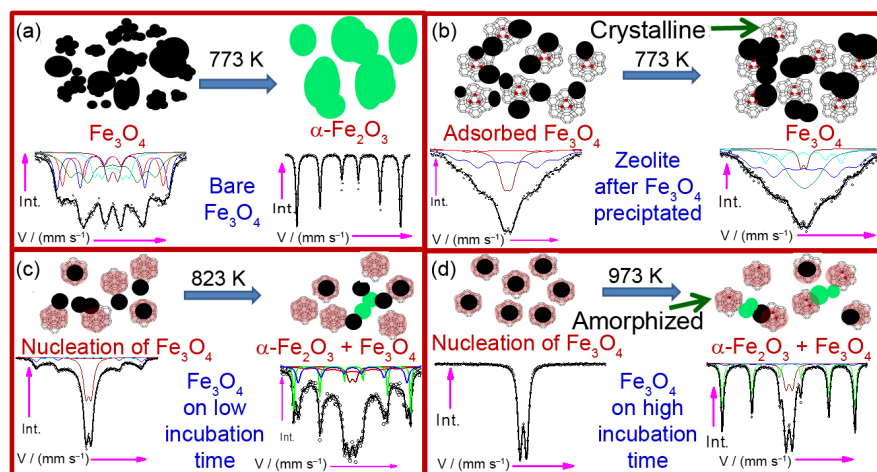 (a)
773 K
Fe₃O₄
α-Fe₂O₃
Int.
Bare
Fe₃O₄
Int.
V / (mm s⁻¹)
V / (mm s⁻¹)
(b)
Crystalline
773 K
Adsorbed Fe₃O₄
Fe₃O₄
Int.
Zeolite
after Fe₃O₄
preciptated
Int.
V / (mm s⁻¹)
V / (mm s⁻¹)
(c)
823 K
Nucleation of Fe₃O₄
α-Fe₂O₃ + Fe₃O₄
Int.
Fe₃O₄
on low
incubation
time
Int.
V / (mm s⁻¹)
V / (mm s⁻¹)
(d)
973 K
Amorphized
Nucleation of Fe₃O₄
α-Fe₂O₃ + Fe₃O₄
Int.
Fe₃O₄
on high
incubation
time
Int.
V / (mm s⁻¹)
V / (mm s⁻¹)